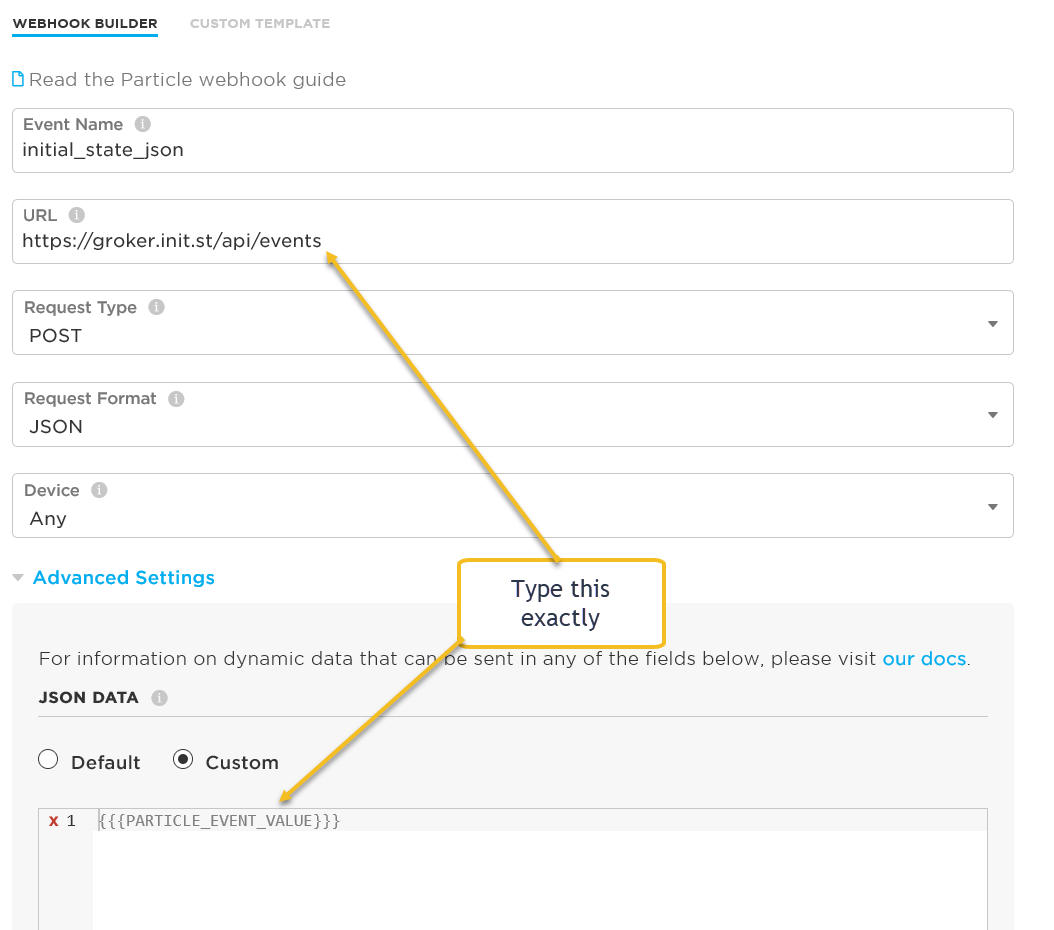 WEBHOOK BUILDER CUSTOM TEMPLATE
Read the Particle webhook guide
Event Name i
initial_state_json
URL i
https://groker.init.st/api/events
Request Type i
POST
Request Format i
JSON
Device i
Any
Advanced Settings
Type this
exactly
For information on dynamic data that can be sent in any of the fields below, please visit our docs.
JSON DATA i
Default Custom
x 1 {{{PARTICLE_EVENT_VALUE}}}